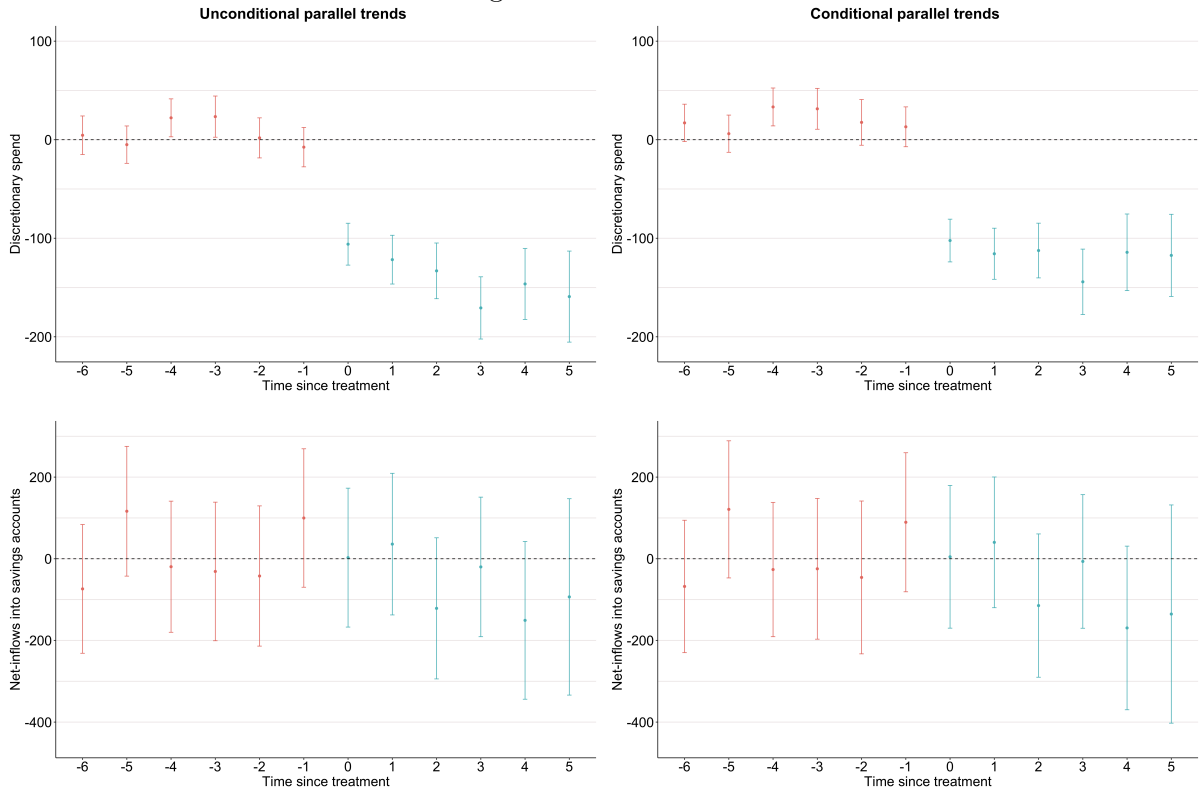 Unconditional parallel trends
100
0
-100
-200
Discretionary spend
-6 -5 -4 -3 -2 -1 0 1 2 3 4 5
Time since treatment
Conditional parallel trends
100
0
-100
-200
Discretionary spend
-6 -5 -4 -3 -2 -1 0 1 2 3 4 5
Time since treatment
200
0
-200
-400
Net-inflows into savings accounts
-6 -5 -4 -3 -2 -1 0 1 2 3 4 5
Time since treatment
200
0
-200
-400
Net-inflows into savings accounts
-6 -5 -4 -3 -2 -1 0 1 2 3 4 5
Time since treatment